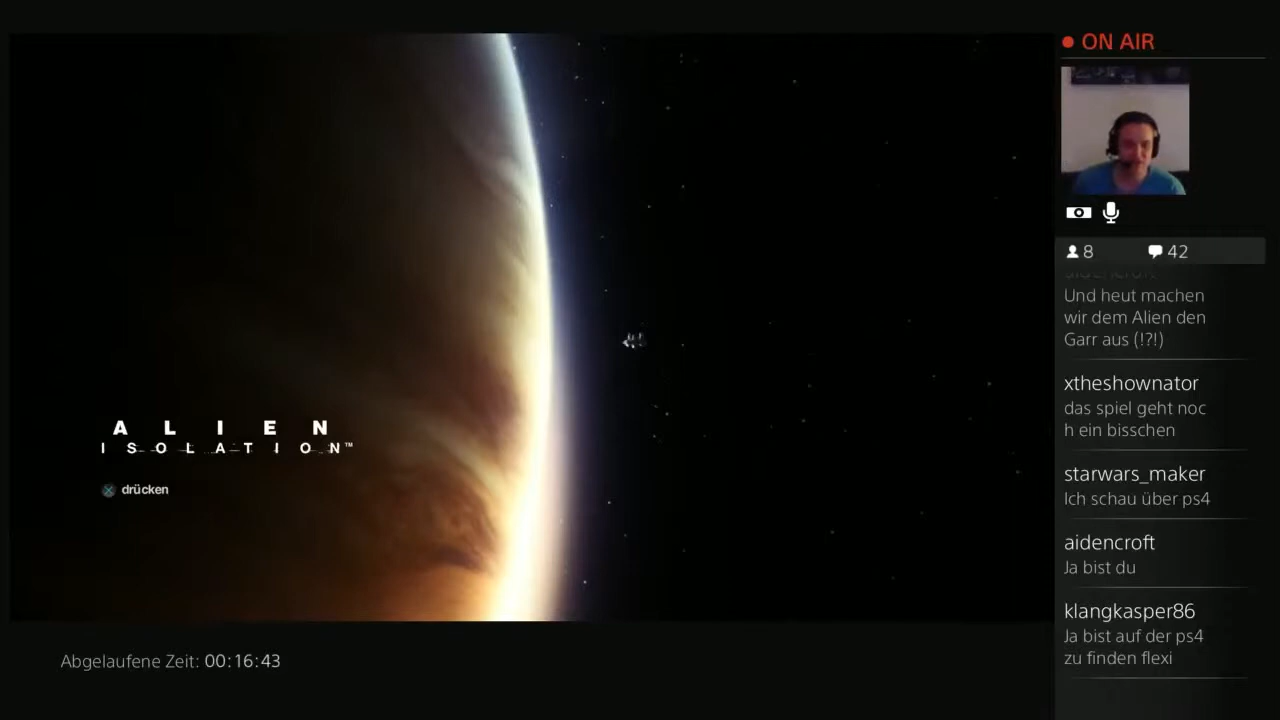 ON AIR
8 42
Und heut machen
wir dem Alien den
Garr aus (!?!)
xtheshownator
das spiel geht noc
h ein bisschen
starwars_maker
Ich schau über ps4
aidencroft
Ja bist du
klangkasper86
Ja bist auf der ps4
zu finden flexi
ALIEN
ISOLATION™
drücken
Abgelaufene Zeit: 00:16:43